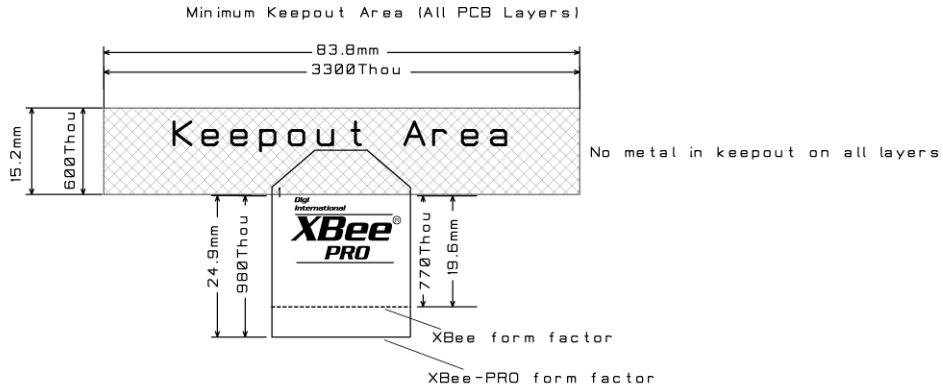 Minimum Keepout Area (All PCB Layers)
83.8mm
3300Thou
15.2mm
600Thou
Keepout Area
No metal in keepout on all layers
1
Digi
International
XBee®
PRO
24.9mm
980Thou
770Thou
19.6mm
XBee form factor
XBee-PRO form factor